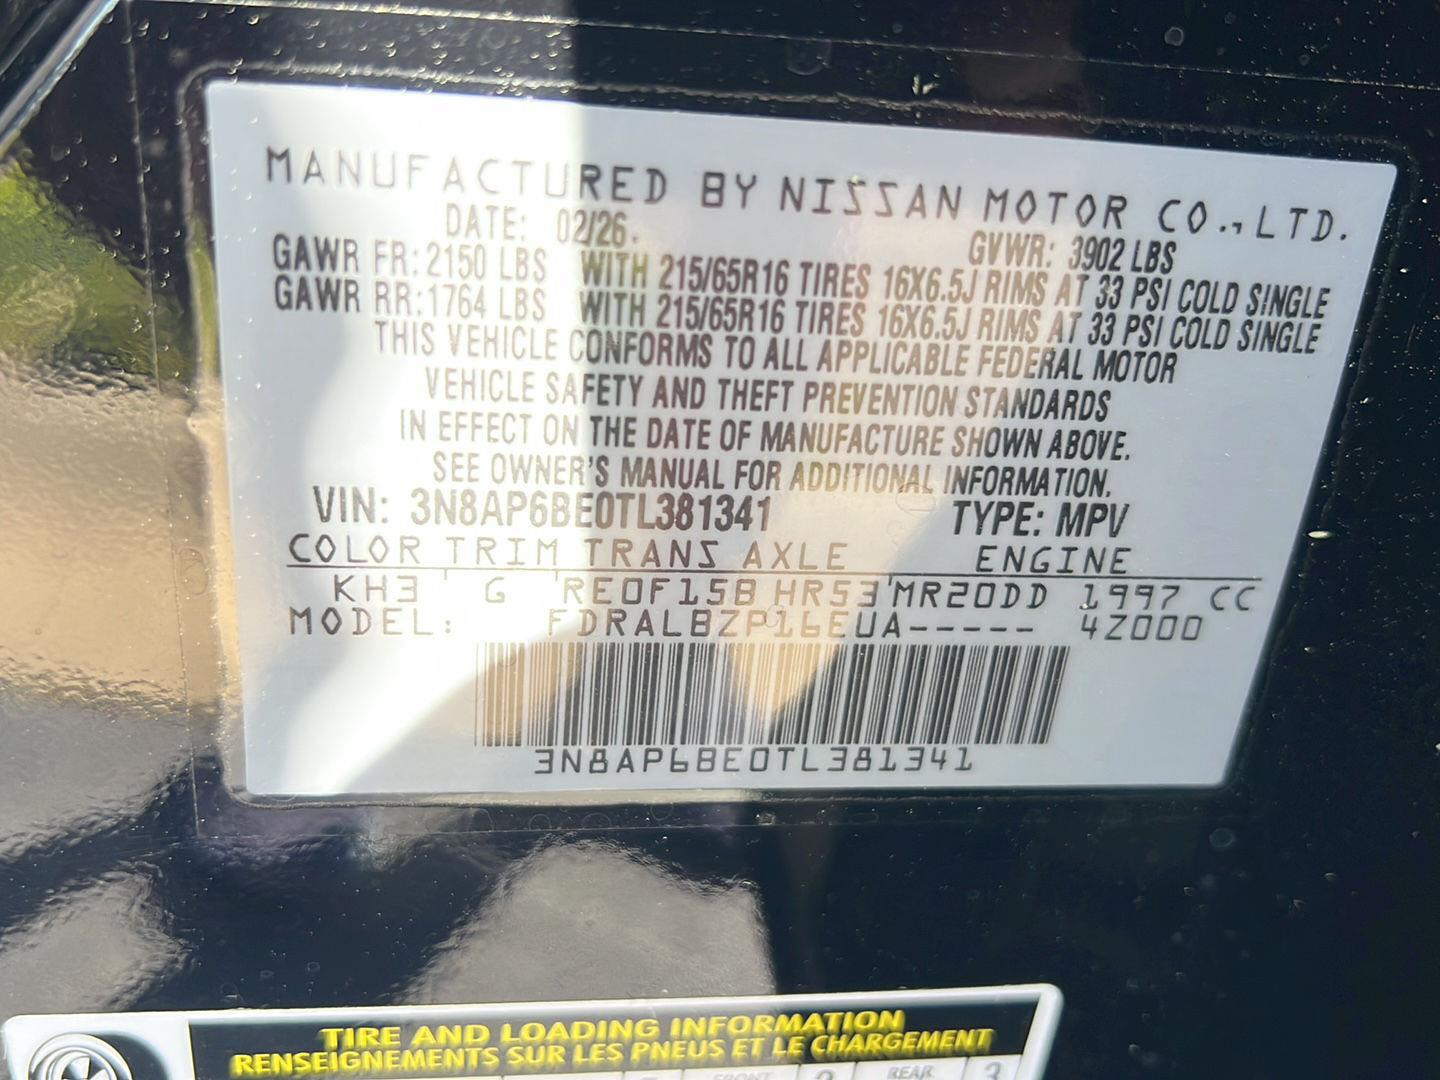 MANUFACTURED BY NISSAN MOTOR CO.,LTD.
DATE: 02/26. GVWR: 3902 LBS
GAWR FR: 2150 LBS WITH 215/65R16 TIRES 16X6.5J RIMS AT 33 PSI COLD SINGLE
GAWR RR: 1764 LBS WITH 215/65R16 TIRES 16X6.5J RIMS AT 33 PSI COLD SINGLE
THIS VEHICLE CONFORMS TO ALL APPLICABLE FEDERAL MOTOR
VEHICLE SAFETY AND THEFT PREVENTION STANDARDS
IN EFFECT ON THE DATE OF MANUFACTURE SHOWN ABOVE.
SEE OWNER'S MANUAL FOR ADDITIONAL INFORMATION.
VIN: 3N8AP6BE0TL381341 TYPE: MPV
COLOR TRIM TRANS AXLE ENGINE
KH3 G RE0F15B HR53 MR20DD 1997 CC
MODEL: FDRALBZP16EUA----- 4Z000
3N8AP6BE0TL381341
TIRE AND LOADING INFORMATION
RENSEIGNEMENTS SUR LES PNEUS ET LE CHARGEMENT
FRONT 2 REAR 3